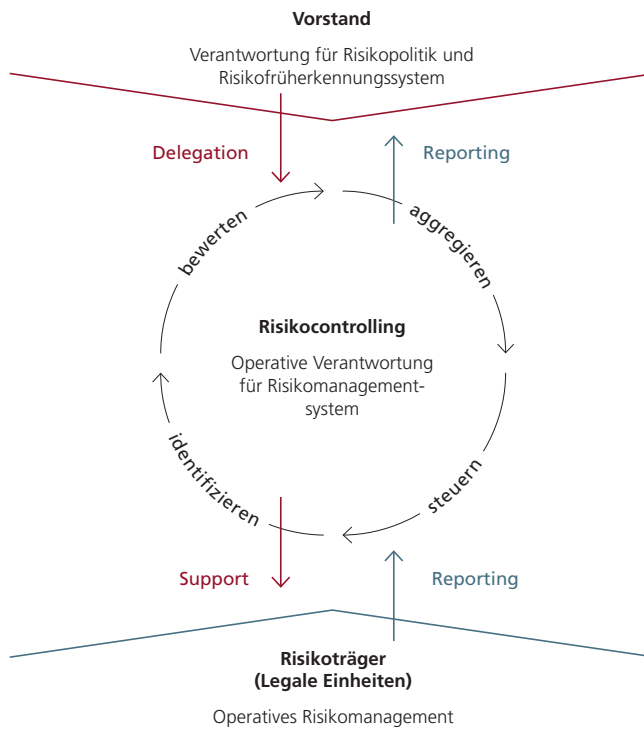 Vorstand
Verantwortung für Risikopolitik und
Risikofrüherkennungssystem
Delegation
Reporting
bewerten
aggregieren
Risikocontrolling
Operative Verantwortung
für Risikomanagement-
system
identifizieren
steuern
Support
Reporting
Risikoträger
(Legale Einheiten)
Operatives Risikomanagement